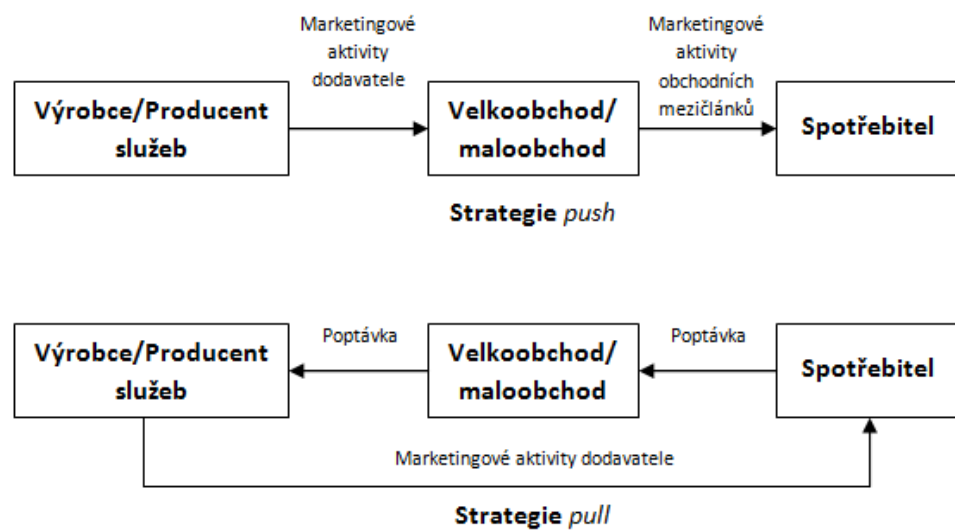 Marketingové
aktivity
dodavatele
Marketingové
aktivity
obchodních
mezičlánků
Výrobce/Producent
služeb
Velkoobchod/
maloobchod
Spotřebitel
Strategie push
Výrobce/Producent
služeb
Poptávka
Velkoobchod/
maloobchod
Poptávka
Spotřebitel
Marketingové aktivity dodavatele
Strategie pull